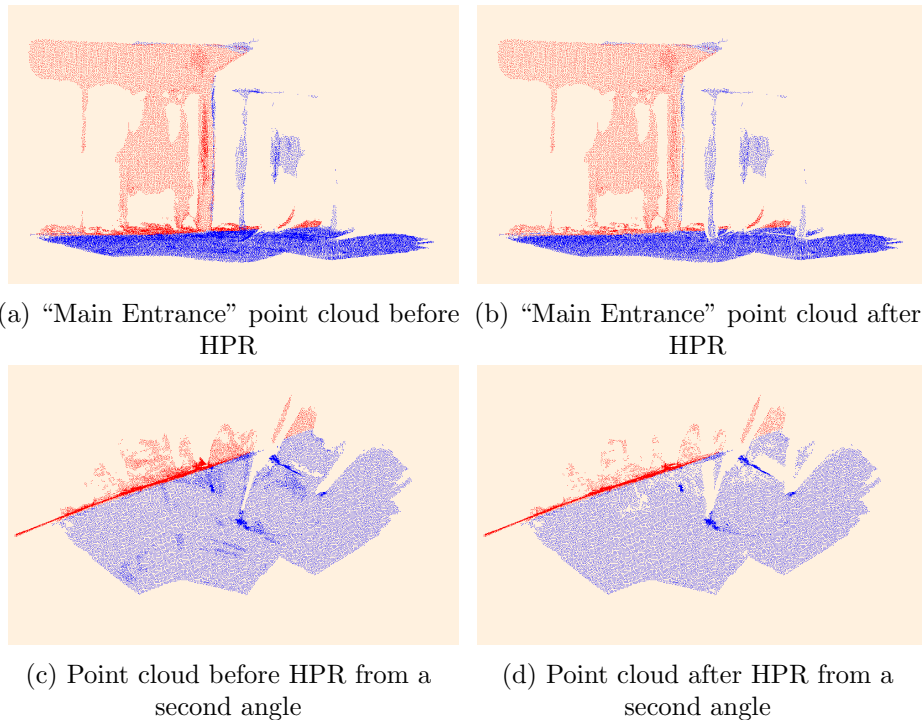 (a) “Main Entrance” point cloud before
HPR
(b) “Main Entrance” point cloud after
HPR
(c) Point cloud before HPR from a
second angle
(d) Point cloud after HPR from a
second angle